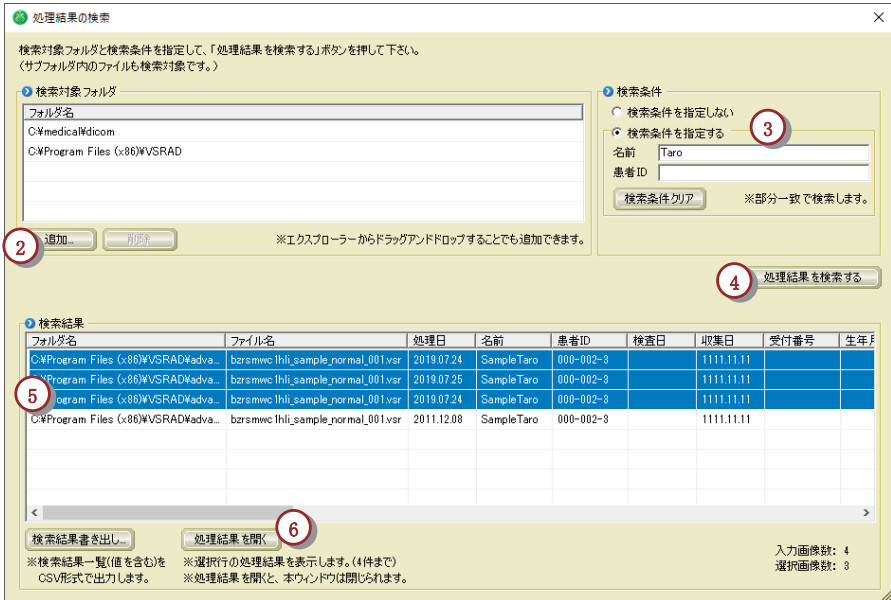 処理結果の検索
検索対象フォルダと検索条件を指定して、「処理結果を検索する」ボタンを押して下さい。
(サブフォルダ内のファイルも検索対象です。)
検索対象フォルダ
フォルダ名
C:¥medical¥dicom
C:¥Program Files (x86)¥VSRAD
2
追加...
削除
※エクスプローラーからドラッグアンドドロップすることでも追加できます。
検索条件
検索条件を指定しない
検索条件を指定する
3
名前 Taro
患者ID
検索条件クリア
※部分一致で検索します。
4
処理結果を検索する
検索結果
フォルダ名 ファイル名 処理日 名前 患者ID 検査日 収集日 受付番号 生年月
C:¥Program Files (x86)¥VSRAD¥adva... bzrsmwc1hli_sample_normal_001.vsr 2019.07.24 SampleTaro 000-002-3 1111.11.11
¥Program Files (x86)¥VSRAD¥adva... bzrsmwc1hli_sample_normal_001.vsr 2019.07.25 SampleTaro 000-002-3 1111.11.11
5
ogram Files (x86)¥VSRAD¥adva... bzrsmwc1hli_sample_normal_001.vsr 2019.07.24 SampleTaro 000-002-3 1111.11.11
C:¥Program Files (x86)¥VSRAD¥adva... bzrsmwc1hli_sample_normal_001.vsr 2011.12.08 SampleTaro 000-002-3 1111.11.11
検索結果書き出し...
処理結果を開く
6
※検索結果一覧(値を含む)を
CSV形式で出力します。
※選択行の処理結果を表示します。(4件まで)
※処理結果を開くと、本ウィンドウは閉じられます。
入力画像数: 4
選択画像数: 3